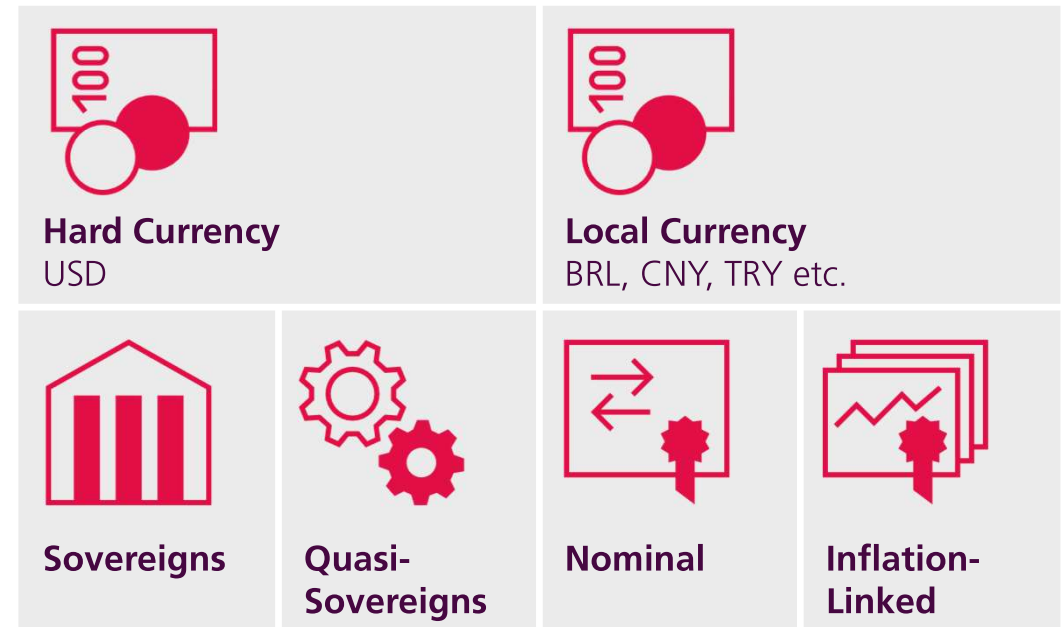 100
100
Hard Currency
USD
Local Currency
BRL, CNY, TRY etc.
Sovereigns
Quasi-
Sovereigns
Nominal
Inflation-
Linked